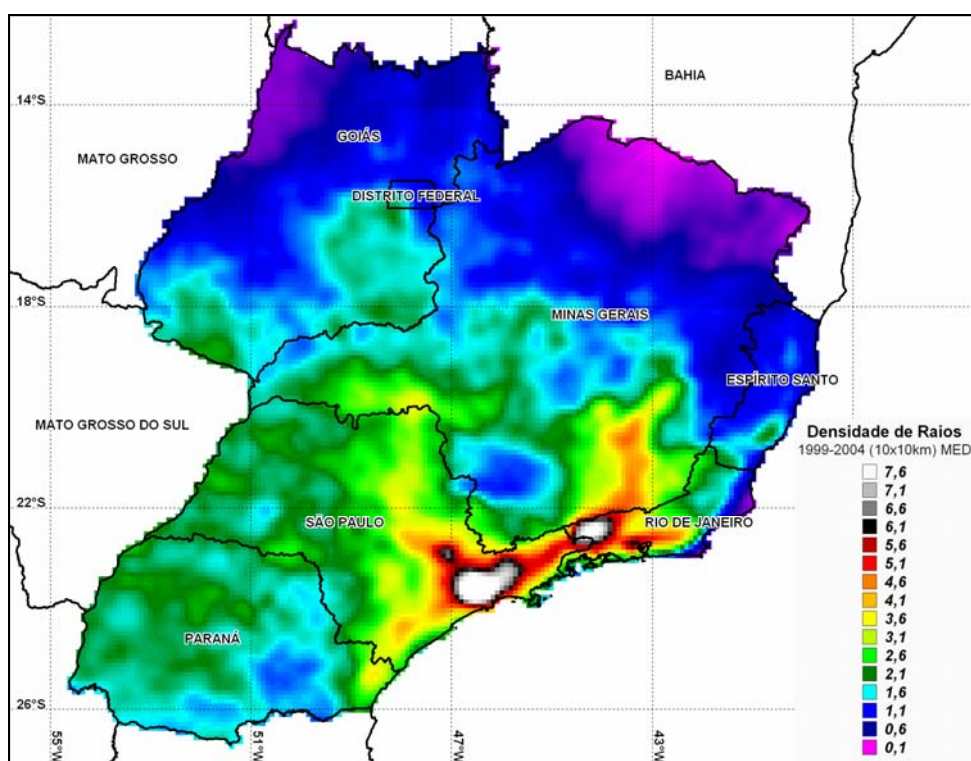 BAHIA
14°S
GOIÁS
MATO GROSSO
DISTRITO FEDERAL
18°S
MINAS GERAIS
ESPÍRITO SANTO
MATO GROSSO DO SUL
Densidade de Raios
1999-2004 (10x10km) MED
7,6
7,1
6,6
6,1
5,6
5,1
4,6
4,1
3,6
3,1
2,6
2,1
1,6
1,1
0,6
0,1
22°S
SÃO PAULO
RIO DE JANEIRO
PARANÁ
26°S
55°W
51°W
47°W
43°W